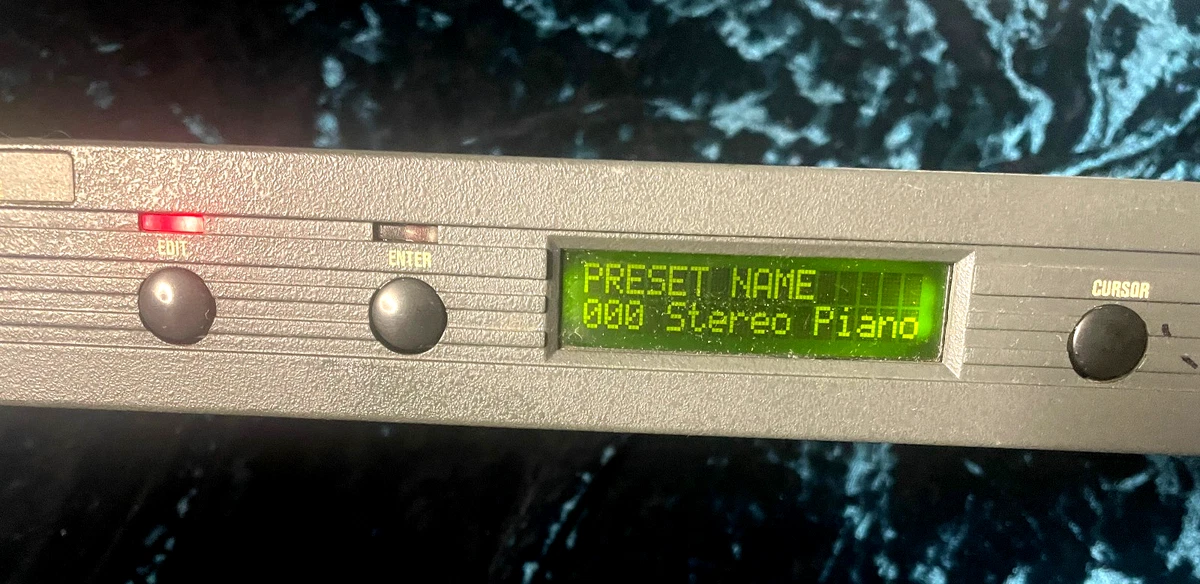 EDIT
ENTER
PRESET NAME
000 Stereo Piano
CURSOR